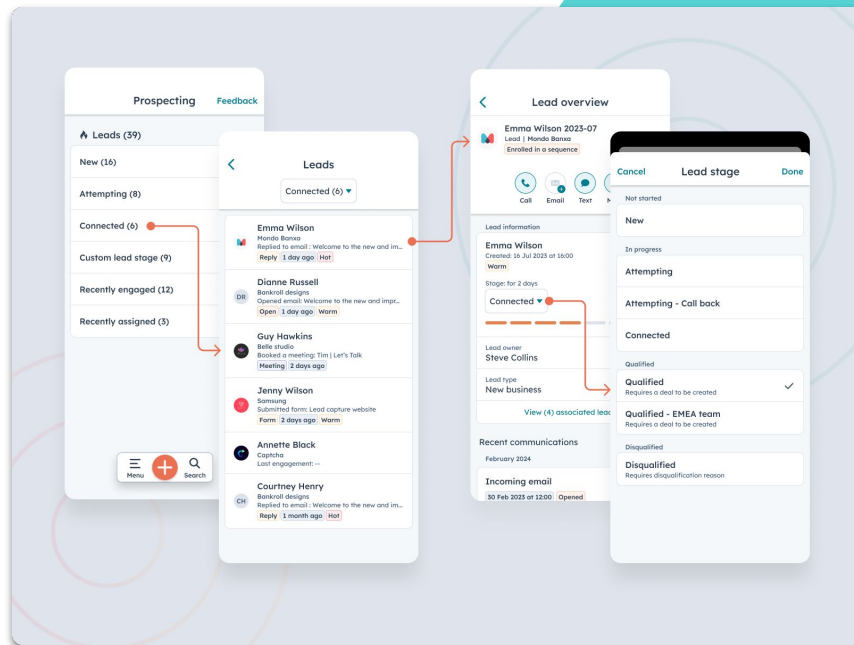 Prospecting
Feedback
Leads (39)
New (16)
Attempting (8)
Connected (6)
Custom lead stage (9)
Recently engaged (12)
Recently assigned (3)
Menu
Search
Leads
Connected (6)
Emma Wilson
Mondo Banxa
Replied to email : Welcome to the new and im...
Reply 1 day ago Hot
DR
Dianne Russell
Bankroll designs
Opened email: Welcome to the new and impr...
Open 1 day ago Warm
Guy Hawkins
Belle studio
Booked a meeting: Tim | Let's Talk
Meeting 2 days ago
Jenny Wilson
Samsung
Submitted form: Lead capture website
Form 2 days ago Warm
Annette Black
Captcha
Last engagement: --
CH
Courtney Henry
Bankroll designs
Replied to email : Welcome to the new and im...
Reply 1 month ago Hot
Lead overview
Emma Wilson 2023-07
Lead | Mondo Banxa
Enrolled in a sequence
Call
Email
Text
Lead information
Emma Wilson
Created: 16 Jul 2023 at 16:00
Warm
Stage: for 2 days
Connected
Lead owner
Steve Collins
Lead type
New business
View (4) associated
Recent communications
February 2024
Incoming email
30 Feb 2023 at 12:00 Opened
Cancel
Lead stage
Done
Not started
New
In progress
Attempting
Attempting - Call back
Connected
Qualified
Qualified
Requires a deal to be created
Qualified - EMEA team
Requires a deal to be created
Disqualified
Disqualified
Requires disqualification reason